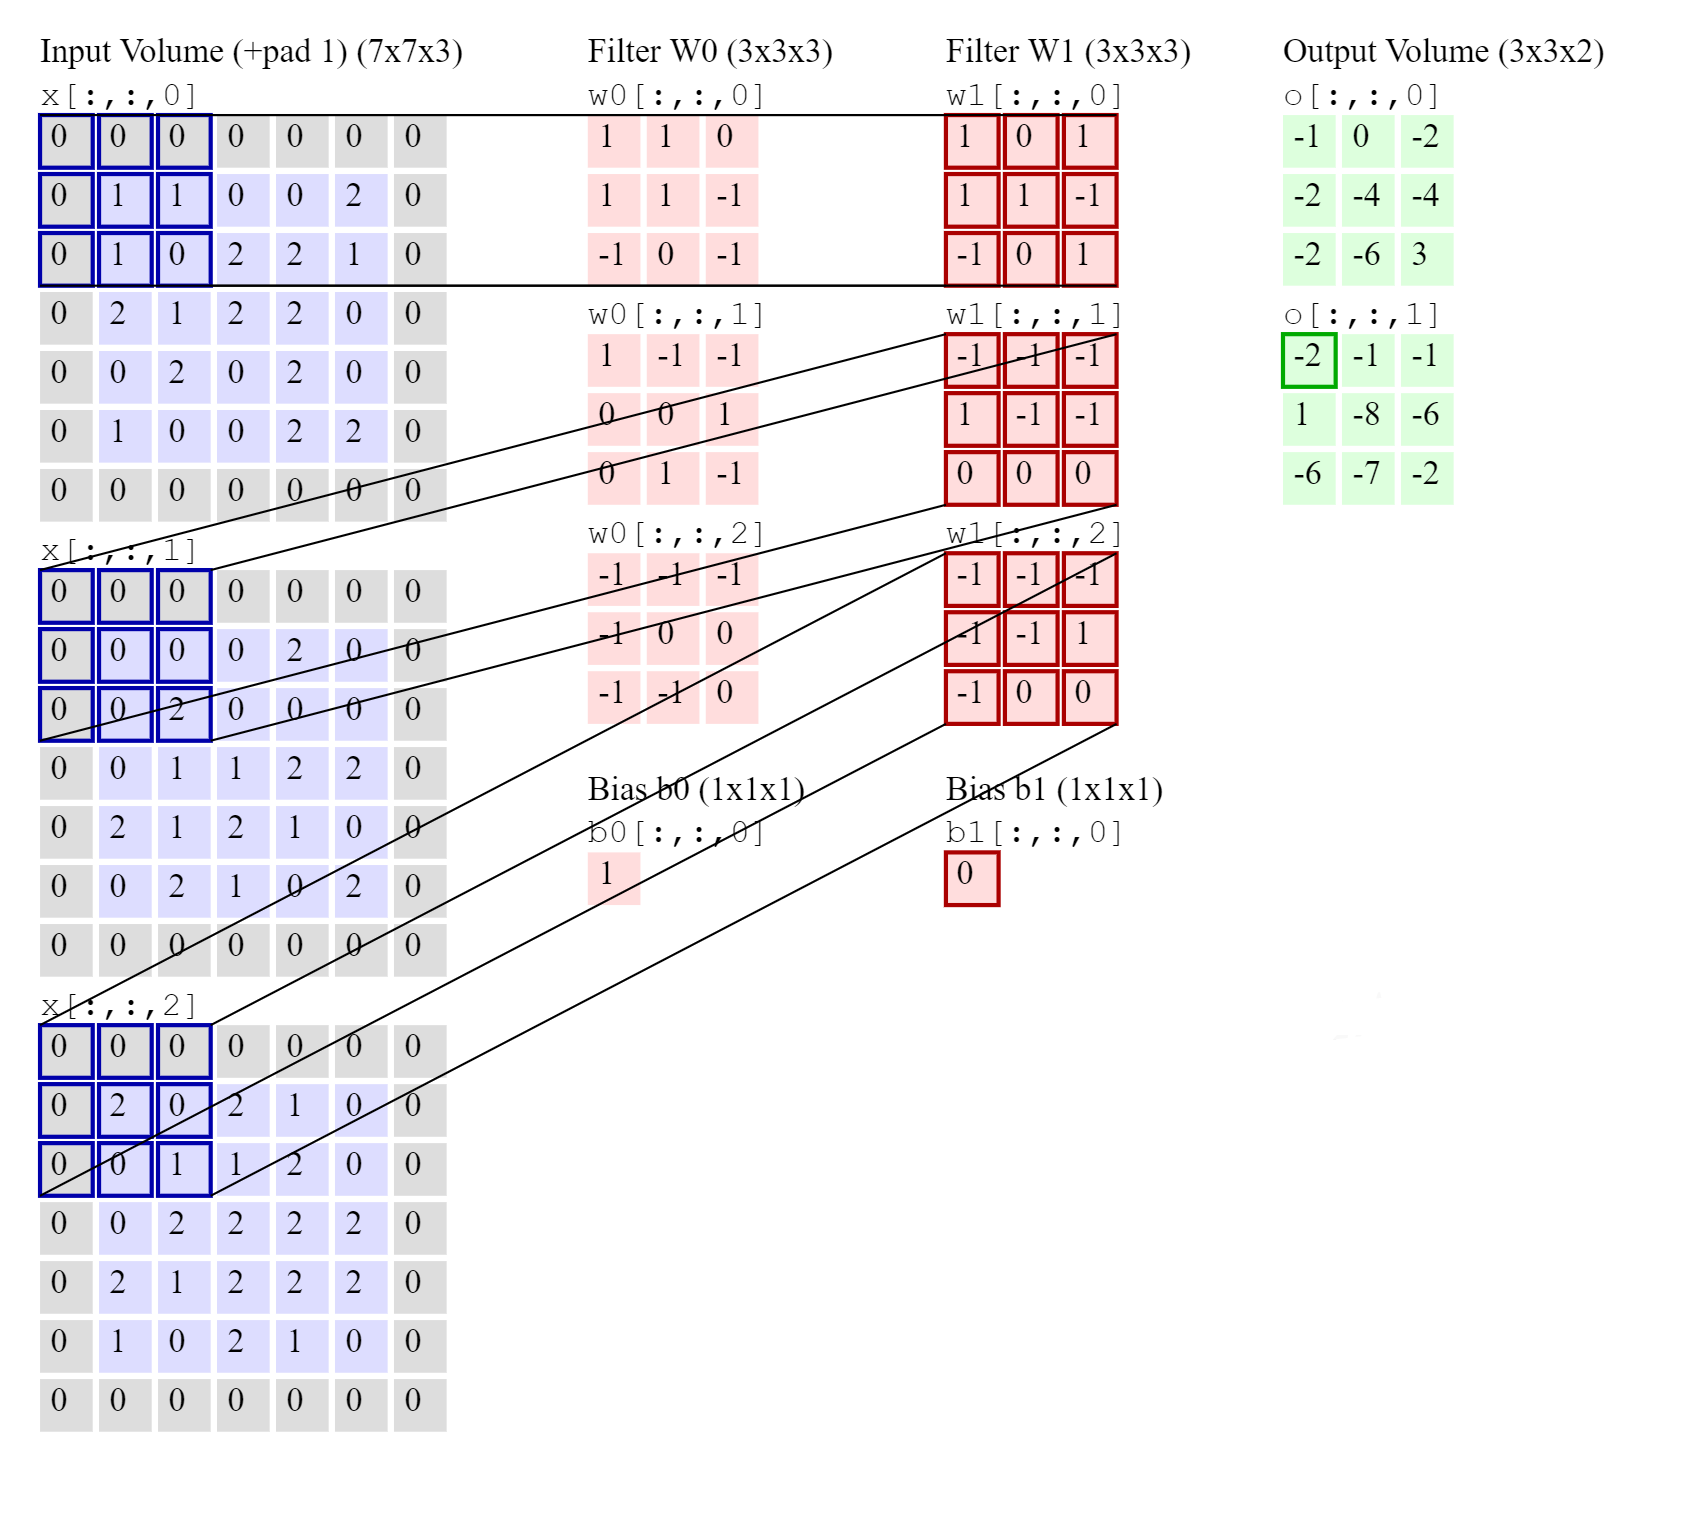 Input Volume (+pad 1) (7x7x3)
x[:,:,0]
0 0 0 0 0 0 0
0 1 1 0 0 2 0
0 1 0 2 2 1 0
0 2 1 2 2 0 0
0 0 2 0 2 0 0
0 1 0 0 2 2 0
0 0 0 0 0 0 0
x[:,:,1]
0 0 0 0 0 0 0
0 0 0 0 2 0 0
0 0 2 0 0 0 0
0 0 1 1 2 2 0
0 2 1 2 1 0 0
0 0 2 1 0 2 0
0 0 0 0 0 0 0
x[:,:,2]
0 0 0 0 0 0 0
0 2 0 2 1 0 0
0 0 1 1 2 0 0
0 0 2 2 2 2 0
0 2 1 2 2 2 0
0 1 0 2 1 0 0
0 0 0 0 0 0 0
Filter W0 (3x3x3)
w0[:,:,0]
1 1 0
1 1 -1
-1 0 -1
w0[:,:,1]
1 -1 -1
0 0 1
0 1 -1
w0[:,:,2]
-1 -1 -1
-1 0 0
-1 -1 0
Bias b0 (1x1x1)
b0[:,:,0]
1
Filter W1 (3x3x3)
w1[:,:,0]
1 0 1
1 1 -1
-1 0 1
w1[:,:,1]
-1 -1 -1
1 -1 -1
0 0 0
w1[:,:,2]
-1 -1 -1
-1 -1 1
-1 0 0
Bias b1 (1x1x1)
b1[:,:,0]
0
Output Volume (3x3x2)
o[:,:,0]
-1 0 -2
-2 -4 -4
-2 -6 3
o[:,:,1]
-2 -1 -1
1 -8 -6
-6 -7 -2